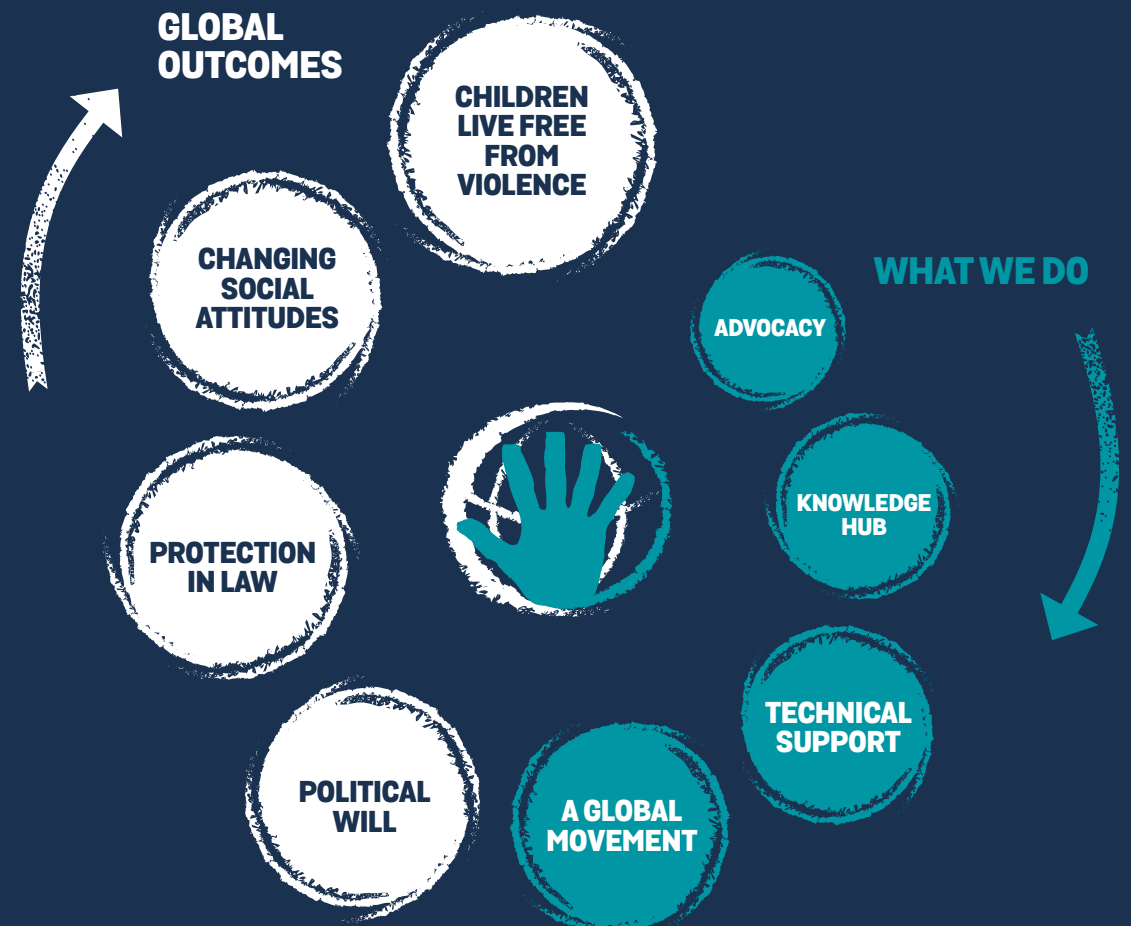 GLOBAL
OUTCOMES
CHILDREN
LIVE FREE
FROM
VIOLENCE
CHANGING
SOCIAL
ATTITUDES
PROTECTION
IN LAW
POLITICAL
WILL
WHAT WE DO
ADVOCACY
KNOWLEDGE
HUB
TECHNICAL
SUPPORT
A GLOBAL
MOVEMENT